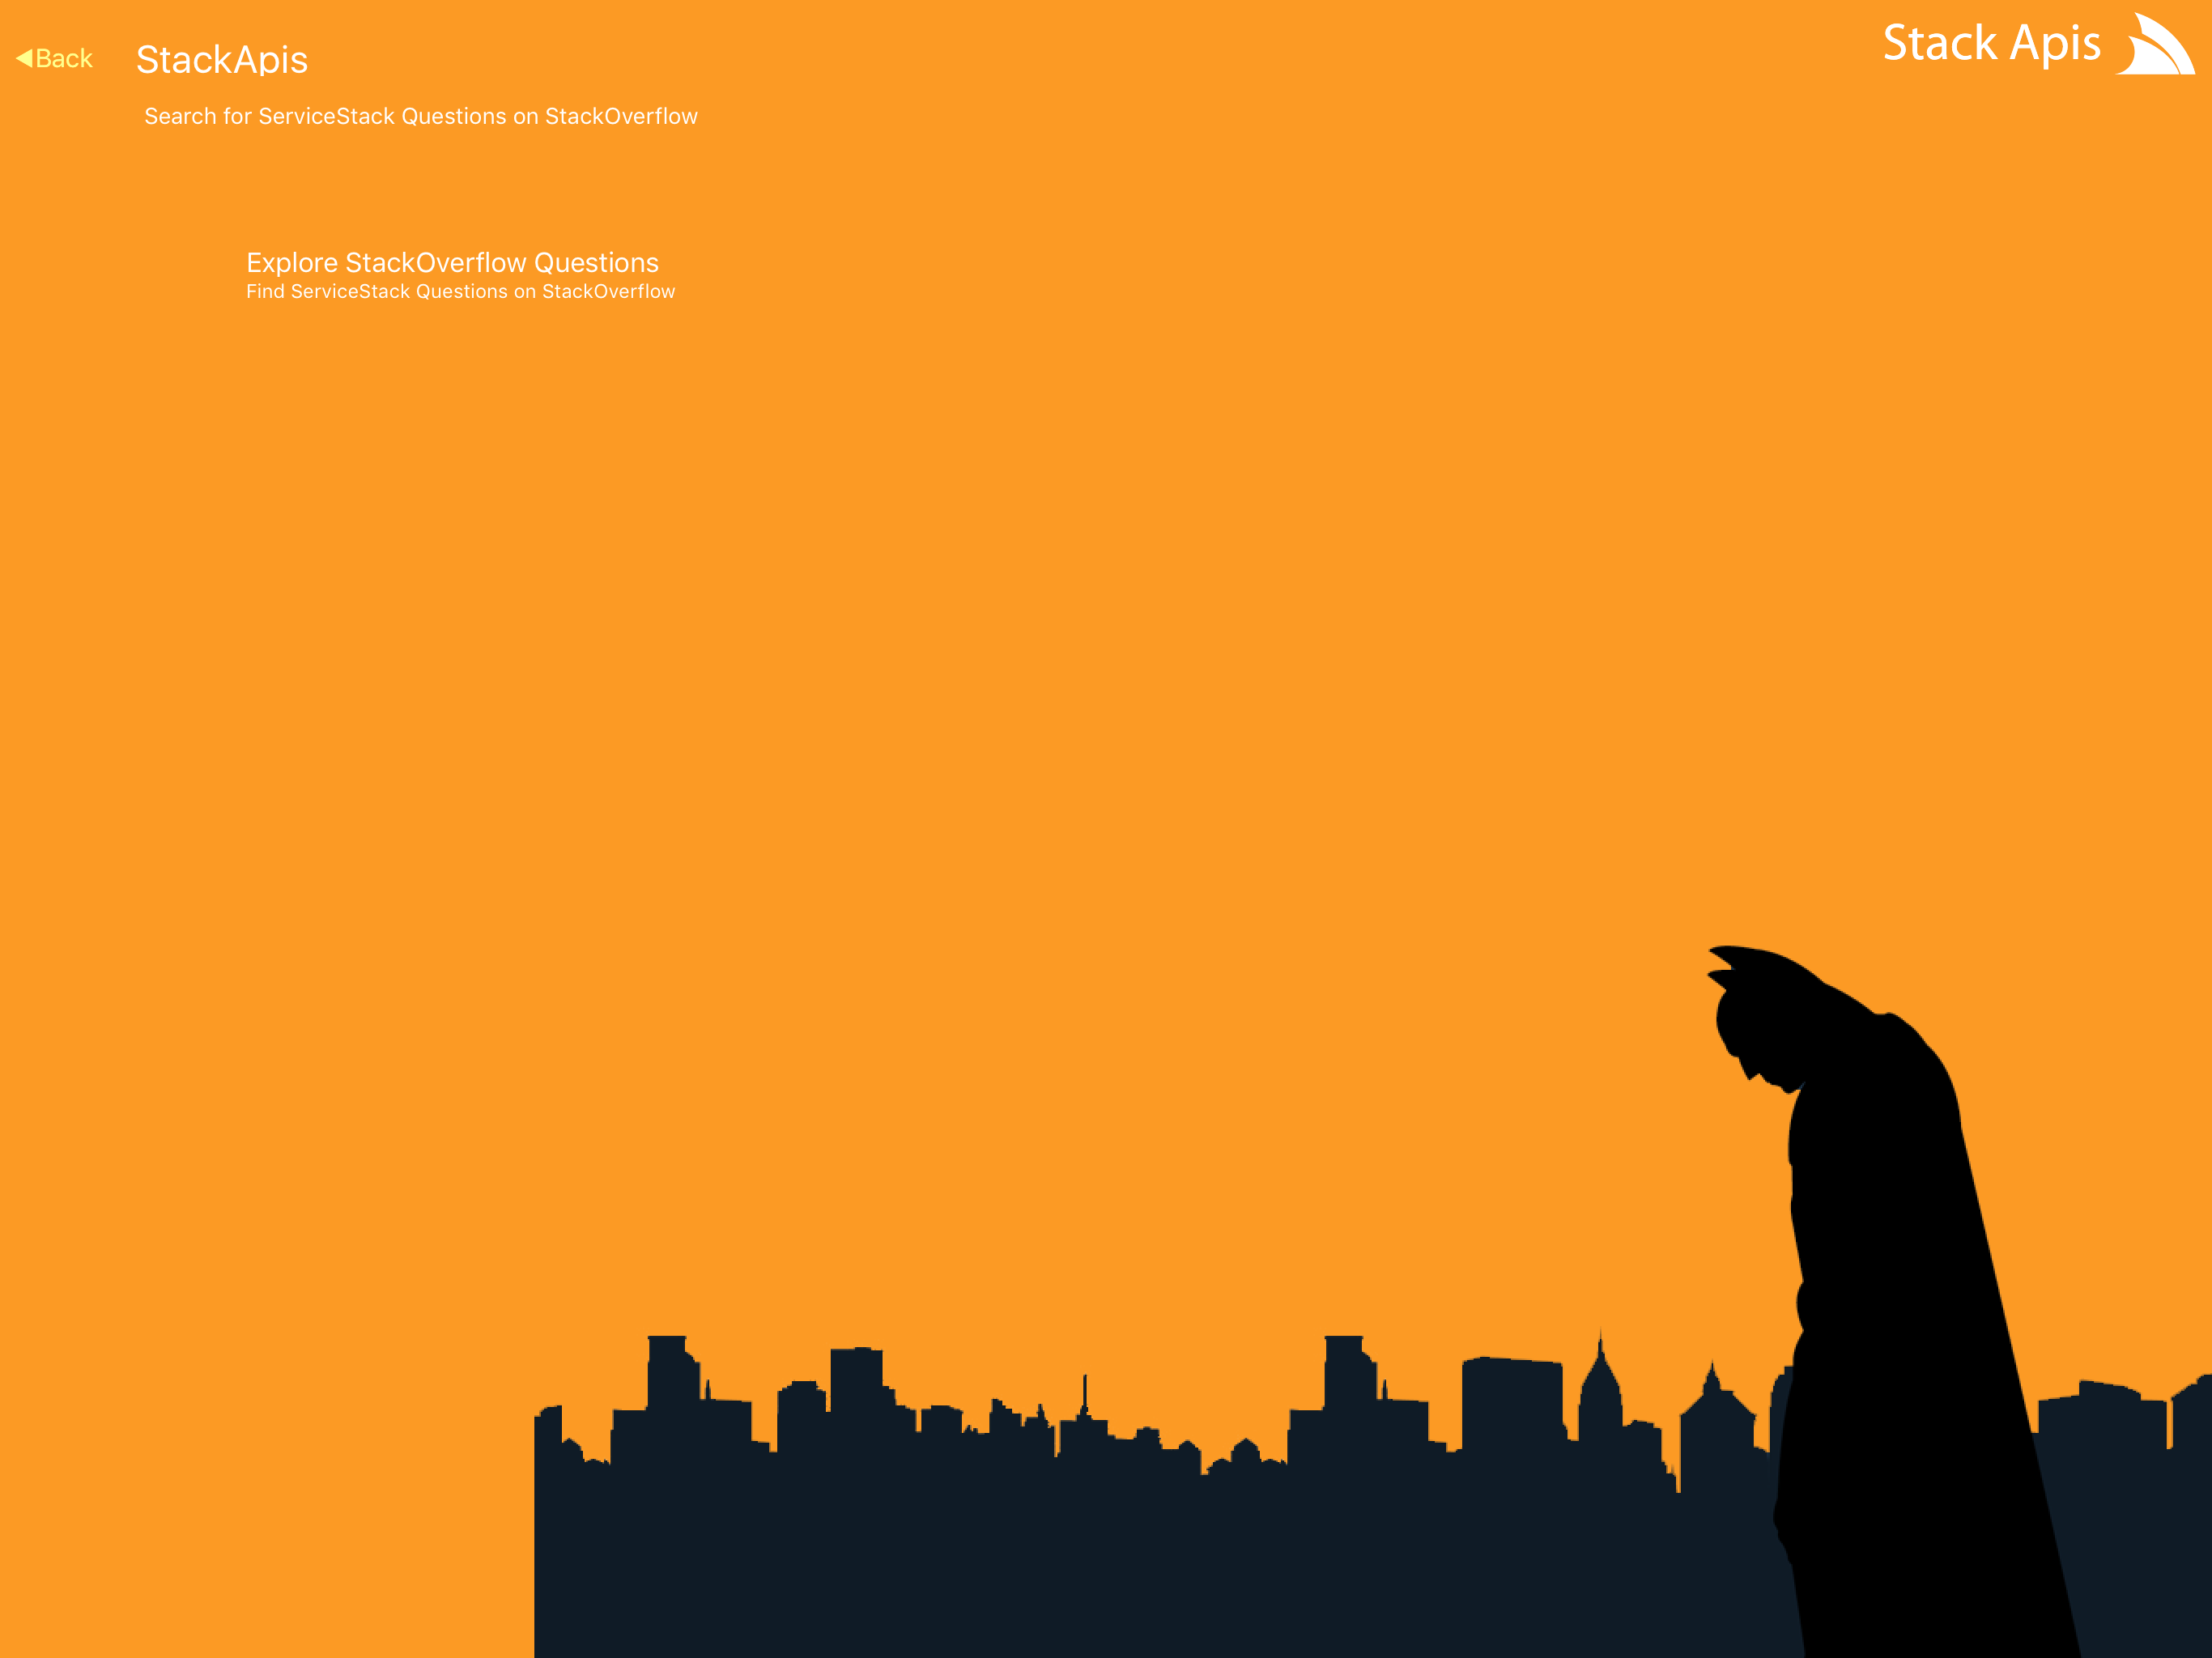 Back
StackApis
Stack Apis
Search for ServiceStack Questions on StackOverflow
Explore StackOverflow Questions
Find ServiceStack Questions on StackOverflow